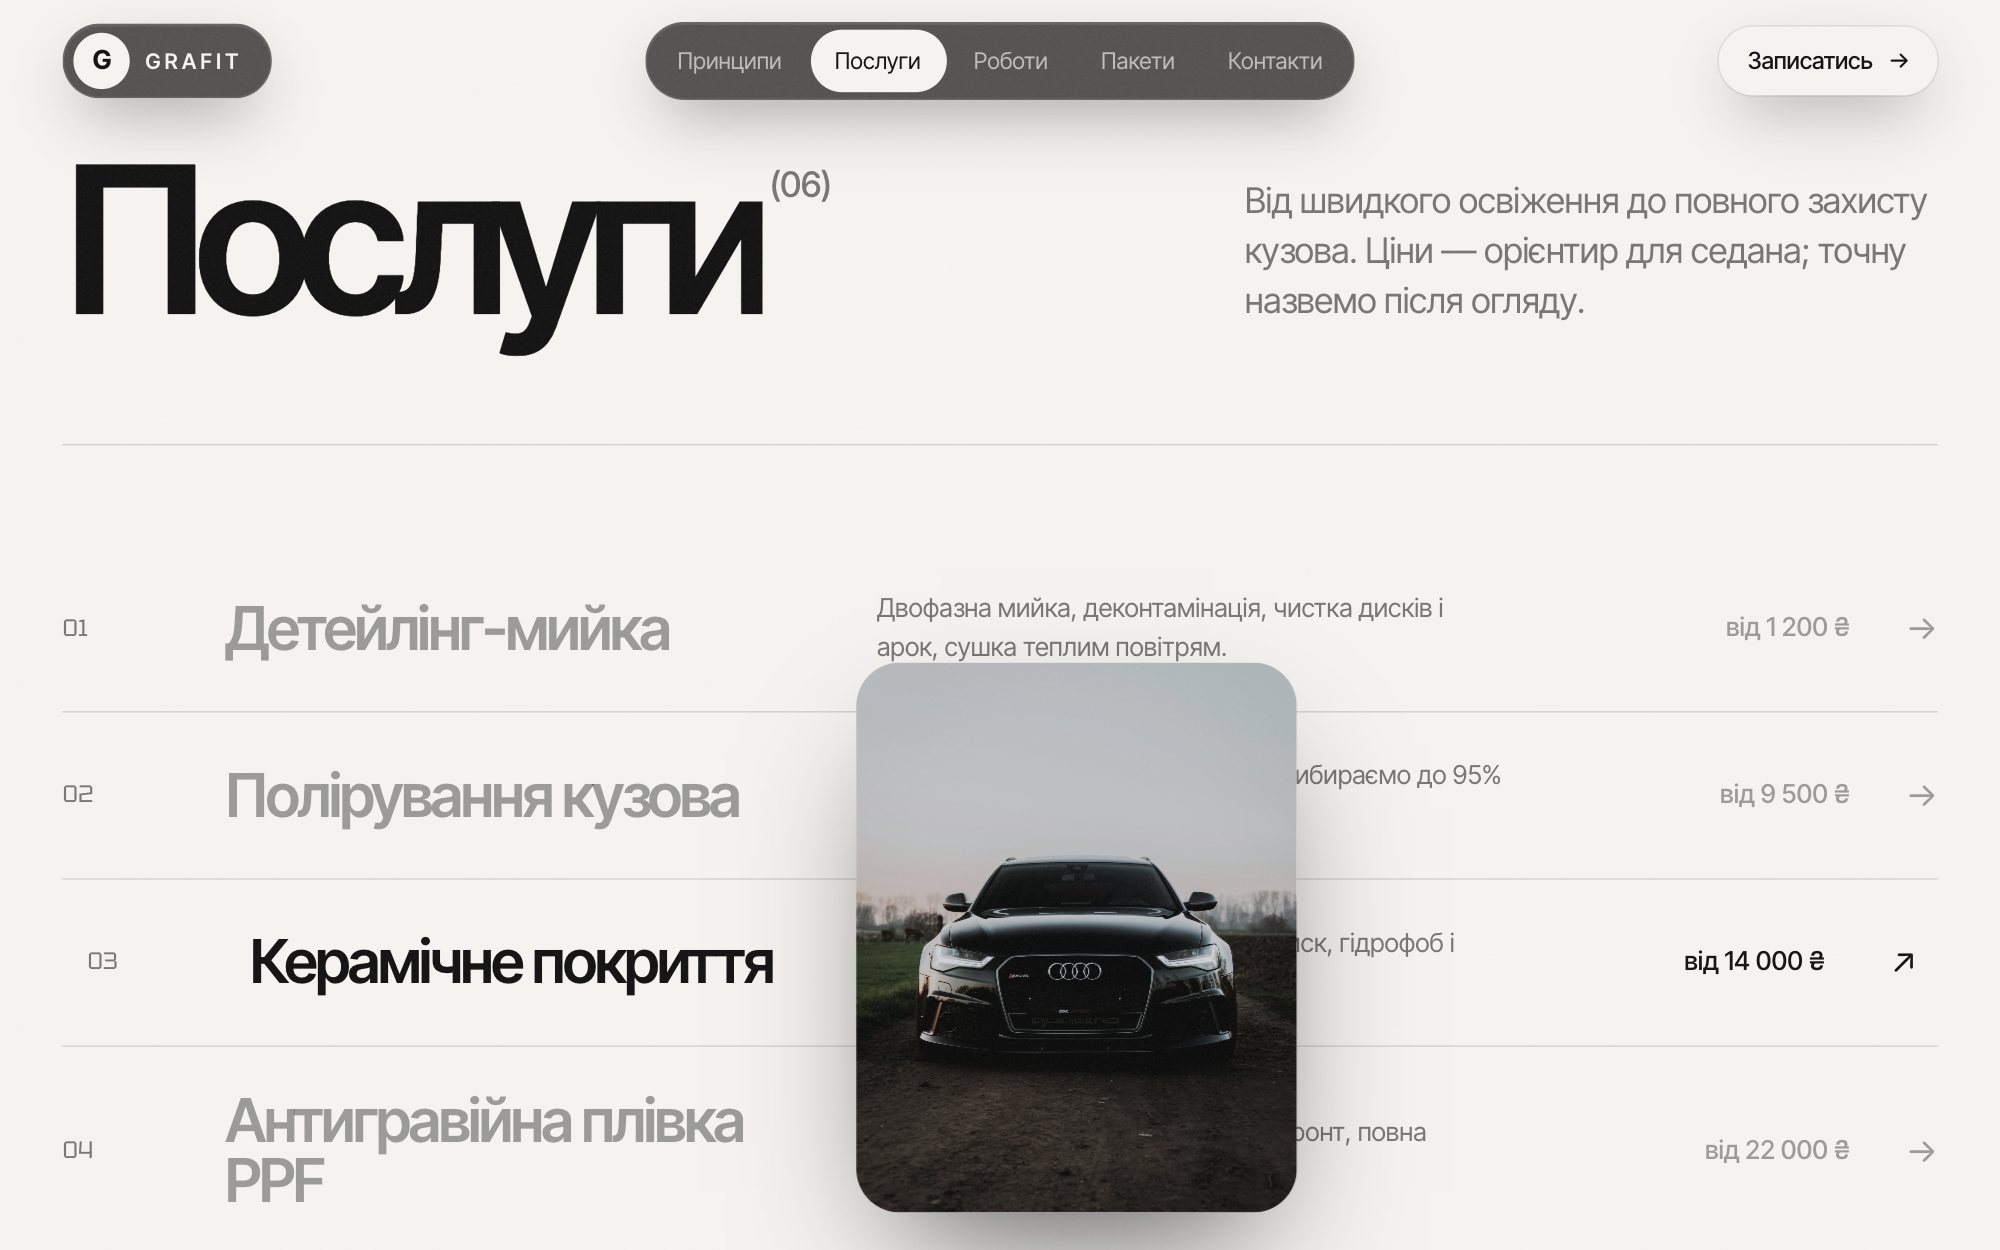 G GRAFIT
Принципи Послуги Роботи Пакети Контакти
Записатись →
Послуги (06)
Від швидкого освіження до повного захисту
кузова. Ціни — орієнтир для седана; точну
назвемо після огляду.
01 Детейлінг-мийка
Двофазна мийка, деконтамінація, чистка дисків і
арок, сушка теплим повітрям.
від 1 200 ₴ →
02 Полірування кузова до 95% від 9 500 ₴ →
03 Керамічне покриття гідрофоб і від 14 000 ₴ ↗
04 Антигравійна плівка
PPF
повна від 22 000 ₴ →